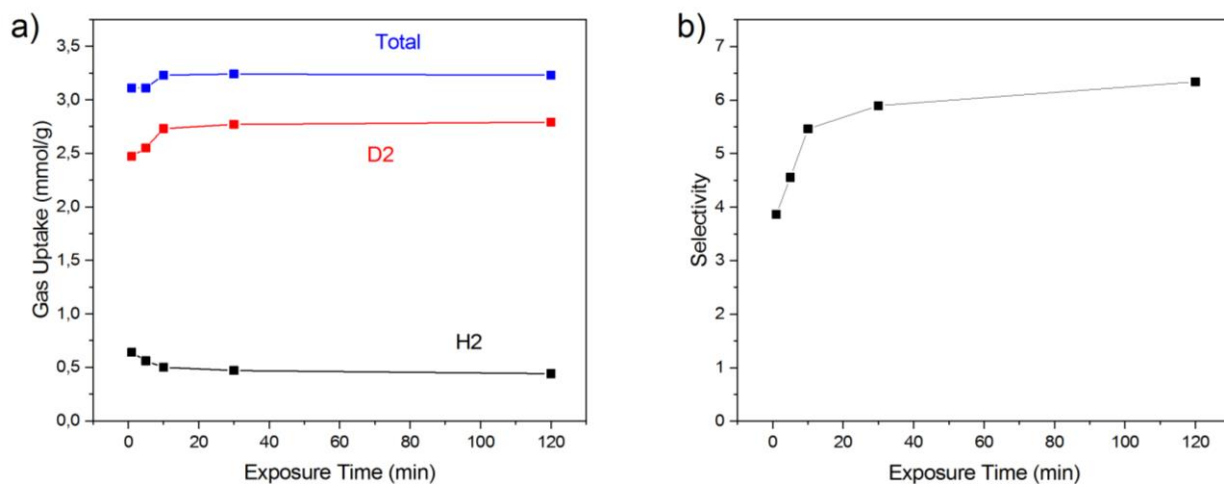 a)
Total
D2
H2
Gas Uptake (mmol/g)
3,5
3,0
2,5
2,0
1,5
1,0
0,5
0,0
0 20 40 60 80 100 120
Exposure Time (min)
b)
Selectivity
7
6
5
4
3
2
1
0
0 20 40 60 80 100 120
Exposure Time (min)